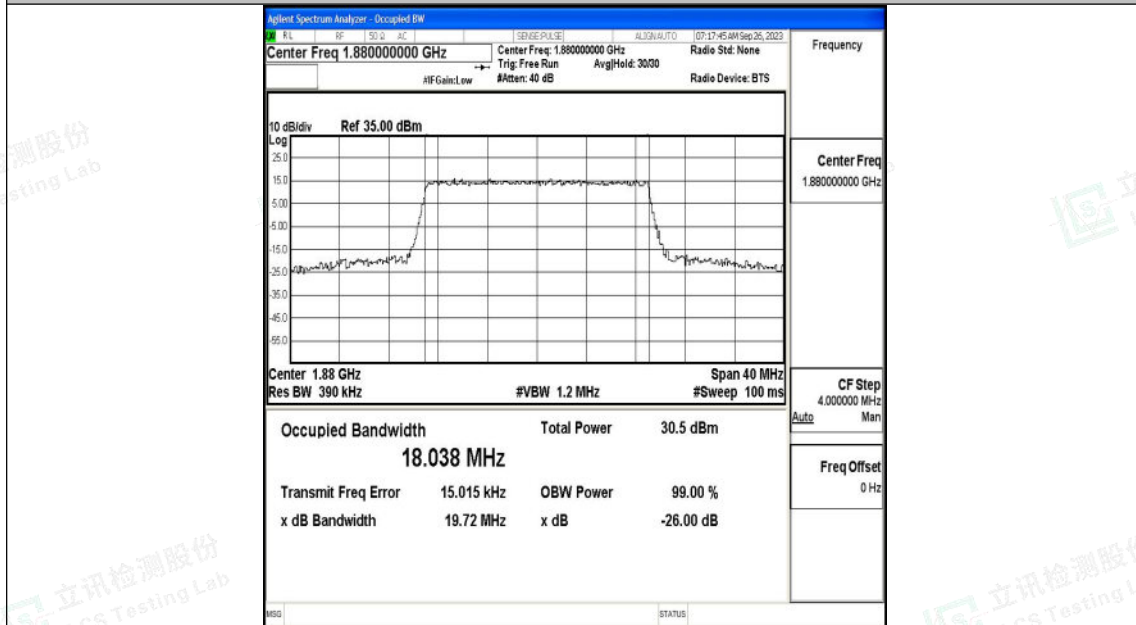 Agilent Spectrum Analyzer - Occupied BW
RL RF 50 Ω AC SENSE:PULSE ALIGNAUTO 07:17:45 AM Sep 26, 2023
Center Freq 1.880000000 GHz
Center Freq: 1.880000000 GHz
Radio Std: None
Trig: Free Run Avg|Hold: 30/30
#IFGain:Low
#Atten: 40 dB
Radio Device: BTS
10 dB/div Ref 35.00 dBm
Log
25.0
15.0
5.00
-5.00
-15.0
-25.0
-35.0
-45.0
-55.0
Center 1.88 GHz Span 40 MHz
Res BW 390 kHz #VBW 1.2 MHz #Sweep 100 ms
Occupied Bandwidth Total Power 30.5 dBm
18.038 MHz
Transmit Freq Error 15.015 kHz OBW Power 99.00 %
x dB Bandwidth 19.72 MHz x dB -26.00 dB
MSG STATUS
Frequency
Center Freq
1.880000000 GHz
CF Step
4.000000 MHz
Auto Man
Freq Offset
0 Hz
测股份
sting Lab
立讯检测股份
CS Testing Lab
立
立讯检测股份
CS Testing L